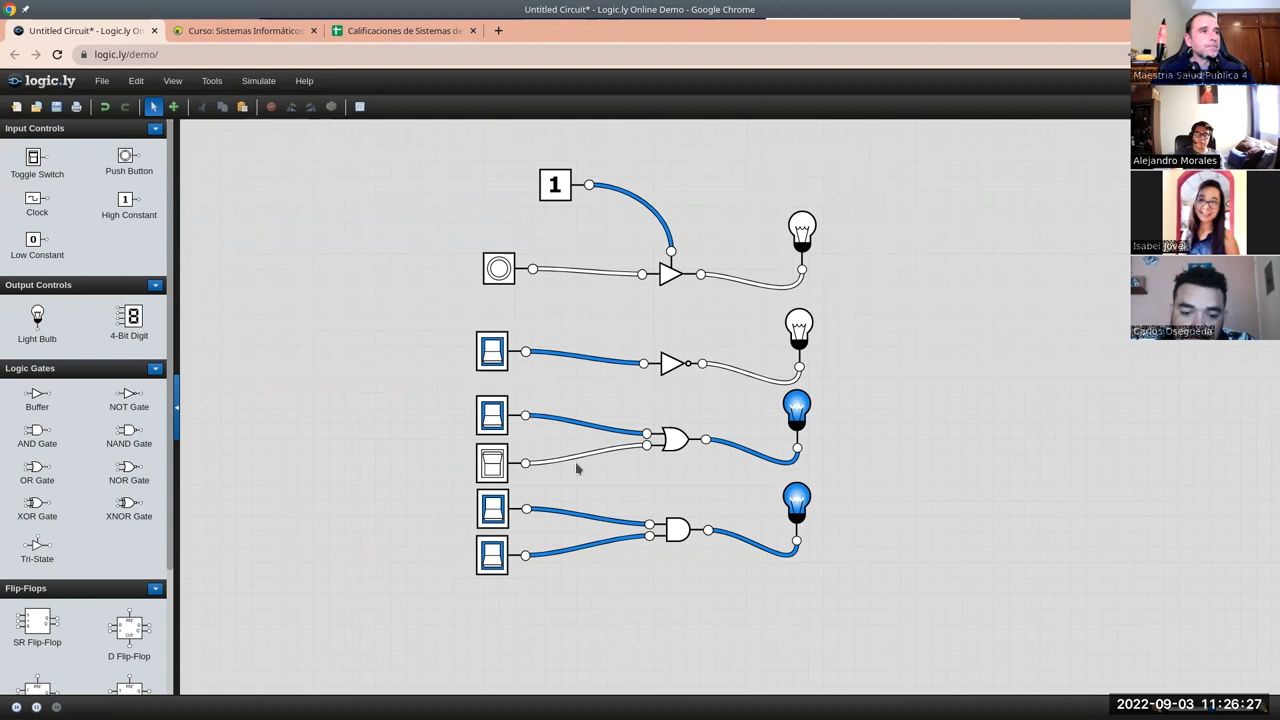 Untitled Circuit* - Logic.ly Online Demo - Google Chrome
Untitled Circuit* - Logic.ly On
Curso: Sistemas Informáticos
Calificaciones de Sistemas de
logic.ly/demo/
logic.ly
File Edit View Tools Simulate Help
Input Controls
Toggle Switch
Push Button
Clock
1
High Constant
0
Low Constant
Output Controls
Light Bulb
8
4-Bit Digit
Logic Gates
Buffer
NOT Gate
AND Gate
NAND Gate
OR Gate
NOR Gate
XOR Gate
XNOR Gate
Tri-State
Flip-Flops
SR Flip-Flop
D Flip-Flop
1
Maestria Salud Publica 4
Alejandro Morales
Isabel Jovel
Carlos Osegueda
2022-09-03 11:26:27